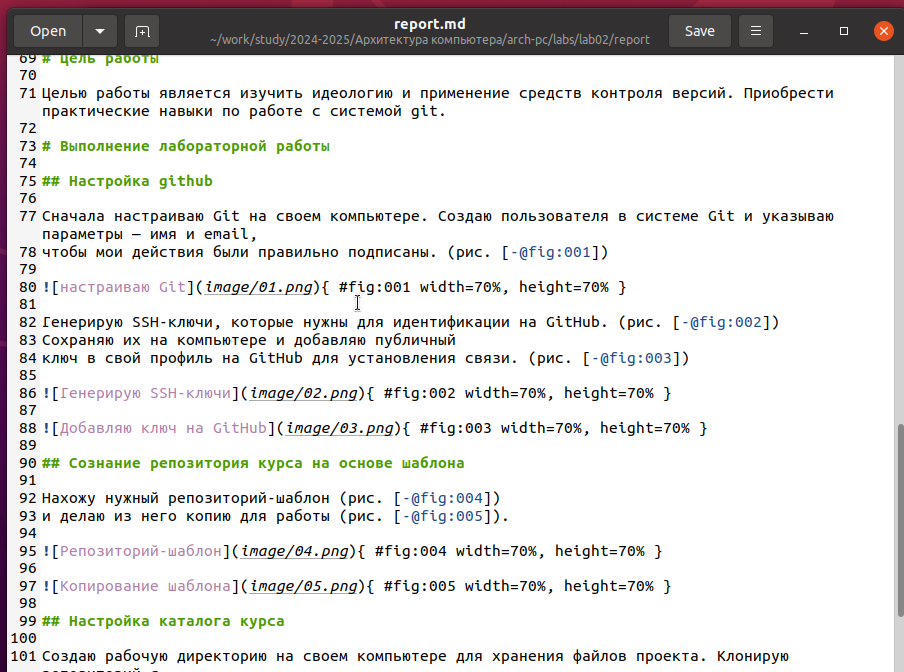 Open
report.md
~/work/study/2024-2025/Архитектура компьютера/arch-pc/labs/lab02/report
Save
69 # Цель работы
70
71 Целью работы является изучить идеологию и применение средств контроля версий. Приобрести
практические навыки по работе с системой git.
72
73 # Выполнение лабораторной работы
74
75 ## Настройка github
76
77 Сначала настраиваю Git на своем компьютере. Создаю пользователя в системе Git и указываю
параметры — имя и email,
78 чтобы мои действия были правильно подписаны. (рис. [-@fig:001])
79
80 ![настраиваю Git](image/01.png){ #fig:001 width=70%, height=70% }
81
82 Генерирую SSH-ключи, которые нужны для идентификации на GitHub. (рис. [-@fig:002])
83 Сохраняю их на компьютере и добавляю публичный
84 ключ в свой профиль на GitHub для установления связи. (рис. [-@fig:003])
85
86 ![Генерирую SSH-ключи](image/02.png){ #fig:002 width=70%, height=70% }
87
88 ![Добавляю ключ на GitHub](image/03.png){ #fig:003 width=70%, height=70% }
89
90 ## Сознание репозитория курса на основе шаблона
91
92 Нахожу нужный репозиторий-шаблон (рис. [-@fig:004])
93 и делаю из него копию для работы (рис. [-@fig:005]).
94
95 ![Репозиторий-шаблон](image/04.png){ #fig:004 width=70%, height=70% }
96
97 ![Копирование шаблона](image/05.png){ #fig:005 width=70%, height=70% }
98
99 ## Настройка каталога курса
100
101 Создаю рабочую директорию на своем компьютере для хранения файлов проекта. Клонирую